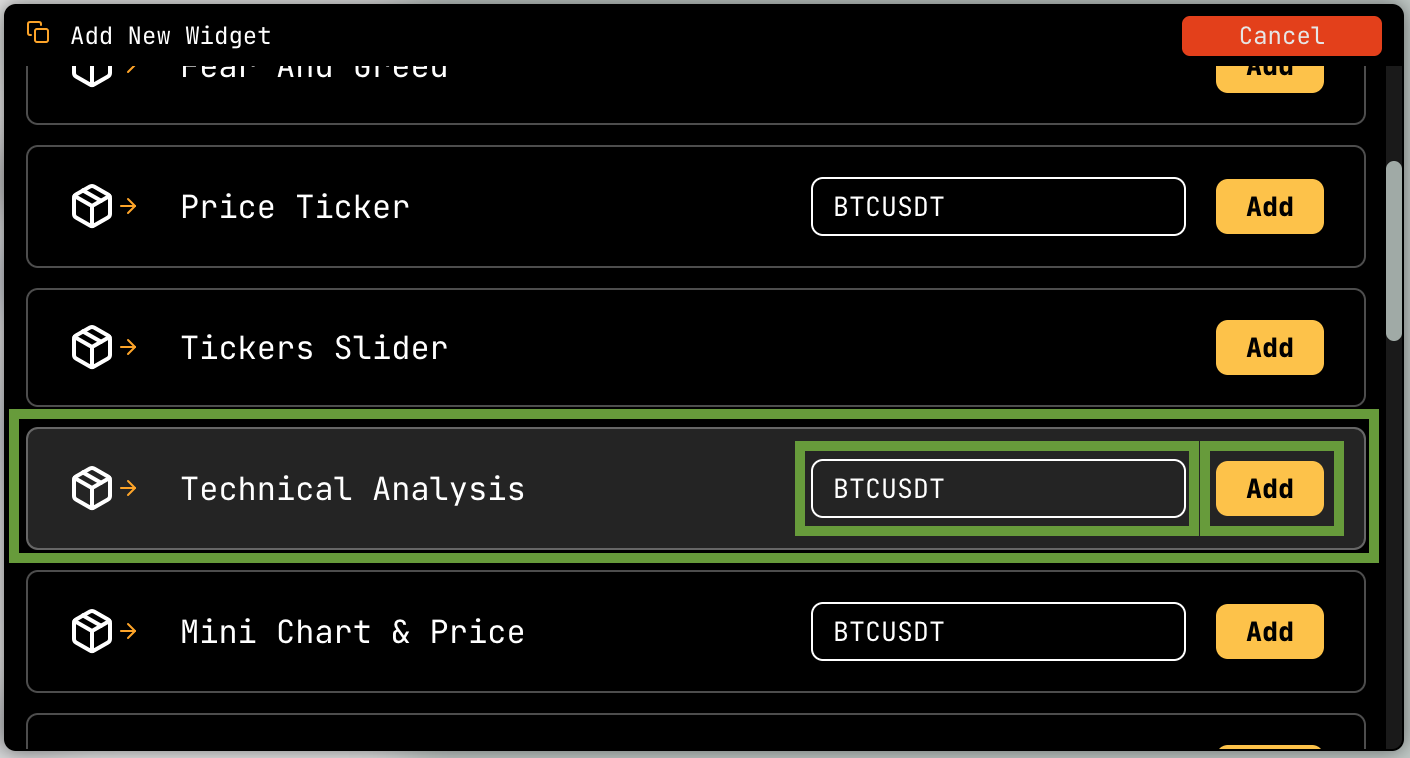 Add New Widget Cancel
Fear And Greed Add
Price Ticker BTCUSDT Add
Tickers Slider Add
Technical Analysis BTCUSDT Add
Mini Chart & Price BTCUSDT Add